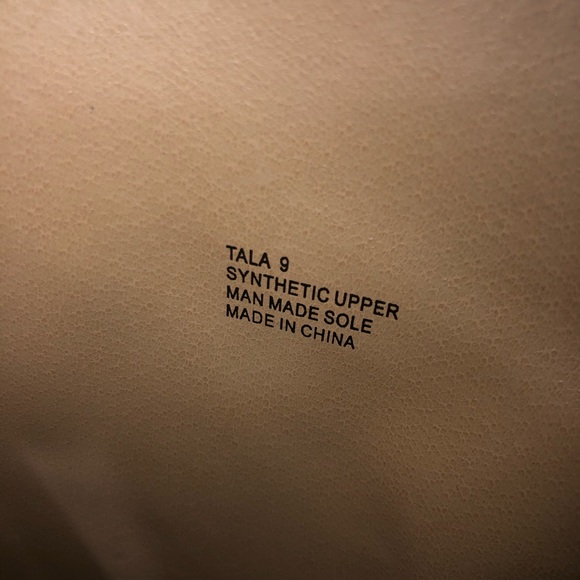 TALA 9
SYNTHETIC UPPER
MAN MADE SOLE
MADE IN CHINA